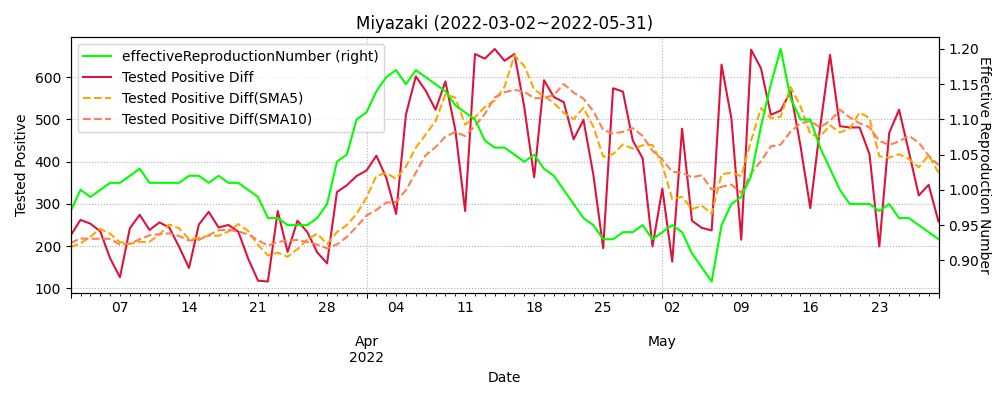 Miyazaki (2022-03-02~2022-05-31)
effectiveReproductionNumber (right)
Tested Positive Diff
Tested Positive Diff(SMA5)
Tested Positive Diff(SMA10)
Tested Positive
600
500
400
300
200
100
1.20
1.15
1.10
1.05
1.00
0.95
0.90
Effective Reproduction Number
07 14 21 28 04 11 18 25 02 09 16 23
Apr May
2022
Date